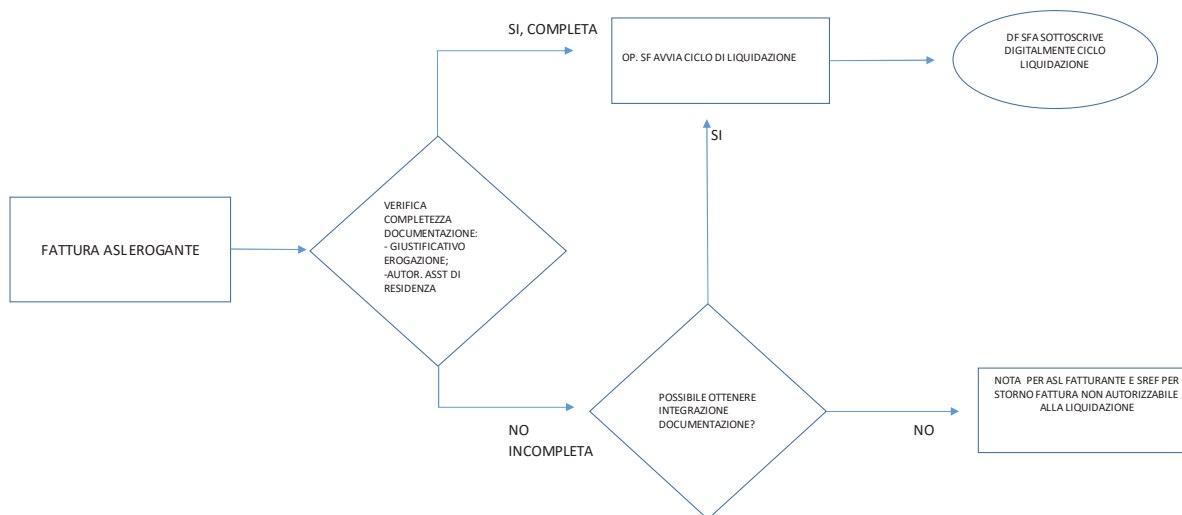 SI, COMPLETA
OP. SF AVVIA CICLO DI LIQUIDAZIONE
DF SFA SOTTOSCRIVE
DIGITALMENTE CICLO
LIQUIDAZIONE
SI
FATTURA ASL EROGANTE
VERIFICA
COMPLETEZZA
DOCUMENTAZIONE:
- GIUSTIFICATIVO
EROGAZIONE;
-AUTOR. ASST DI
RESIDENZA
NO
INCOMPLETA
POSSIBILE OTTENERE
INTEGRAZIONE
DOCUMENTAZIONE?
NO
NOTA PER ASL FATTURANTE E SREF PER
STORNO FATTURA NON AUTORIZZABILE
ALLA LIQUIDAZIONE